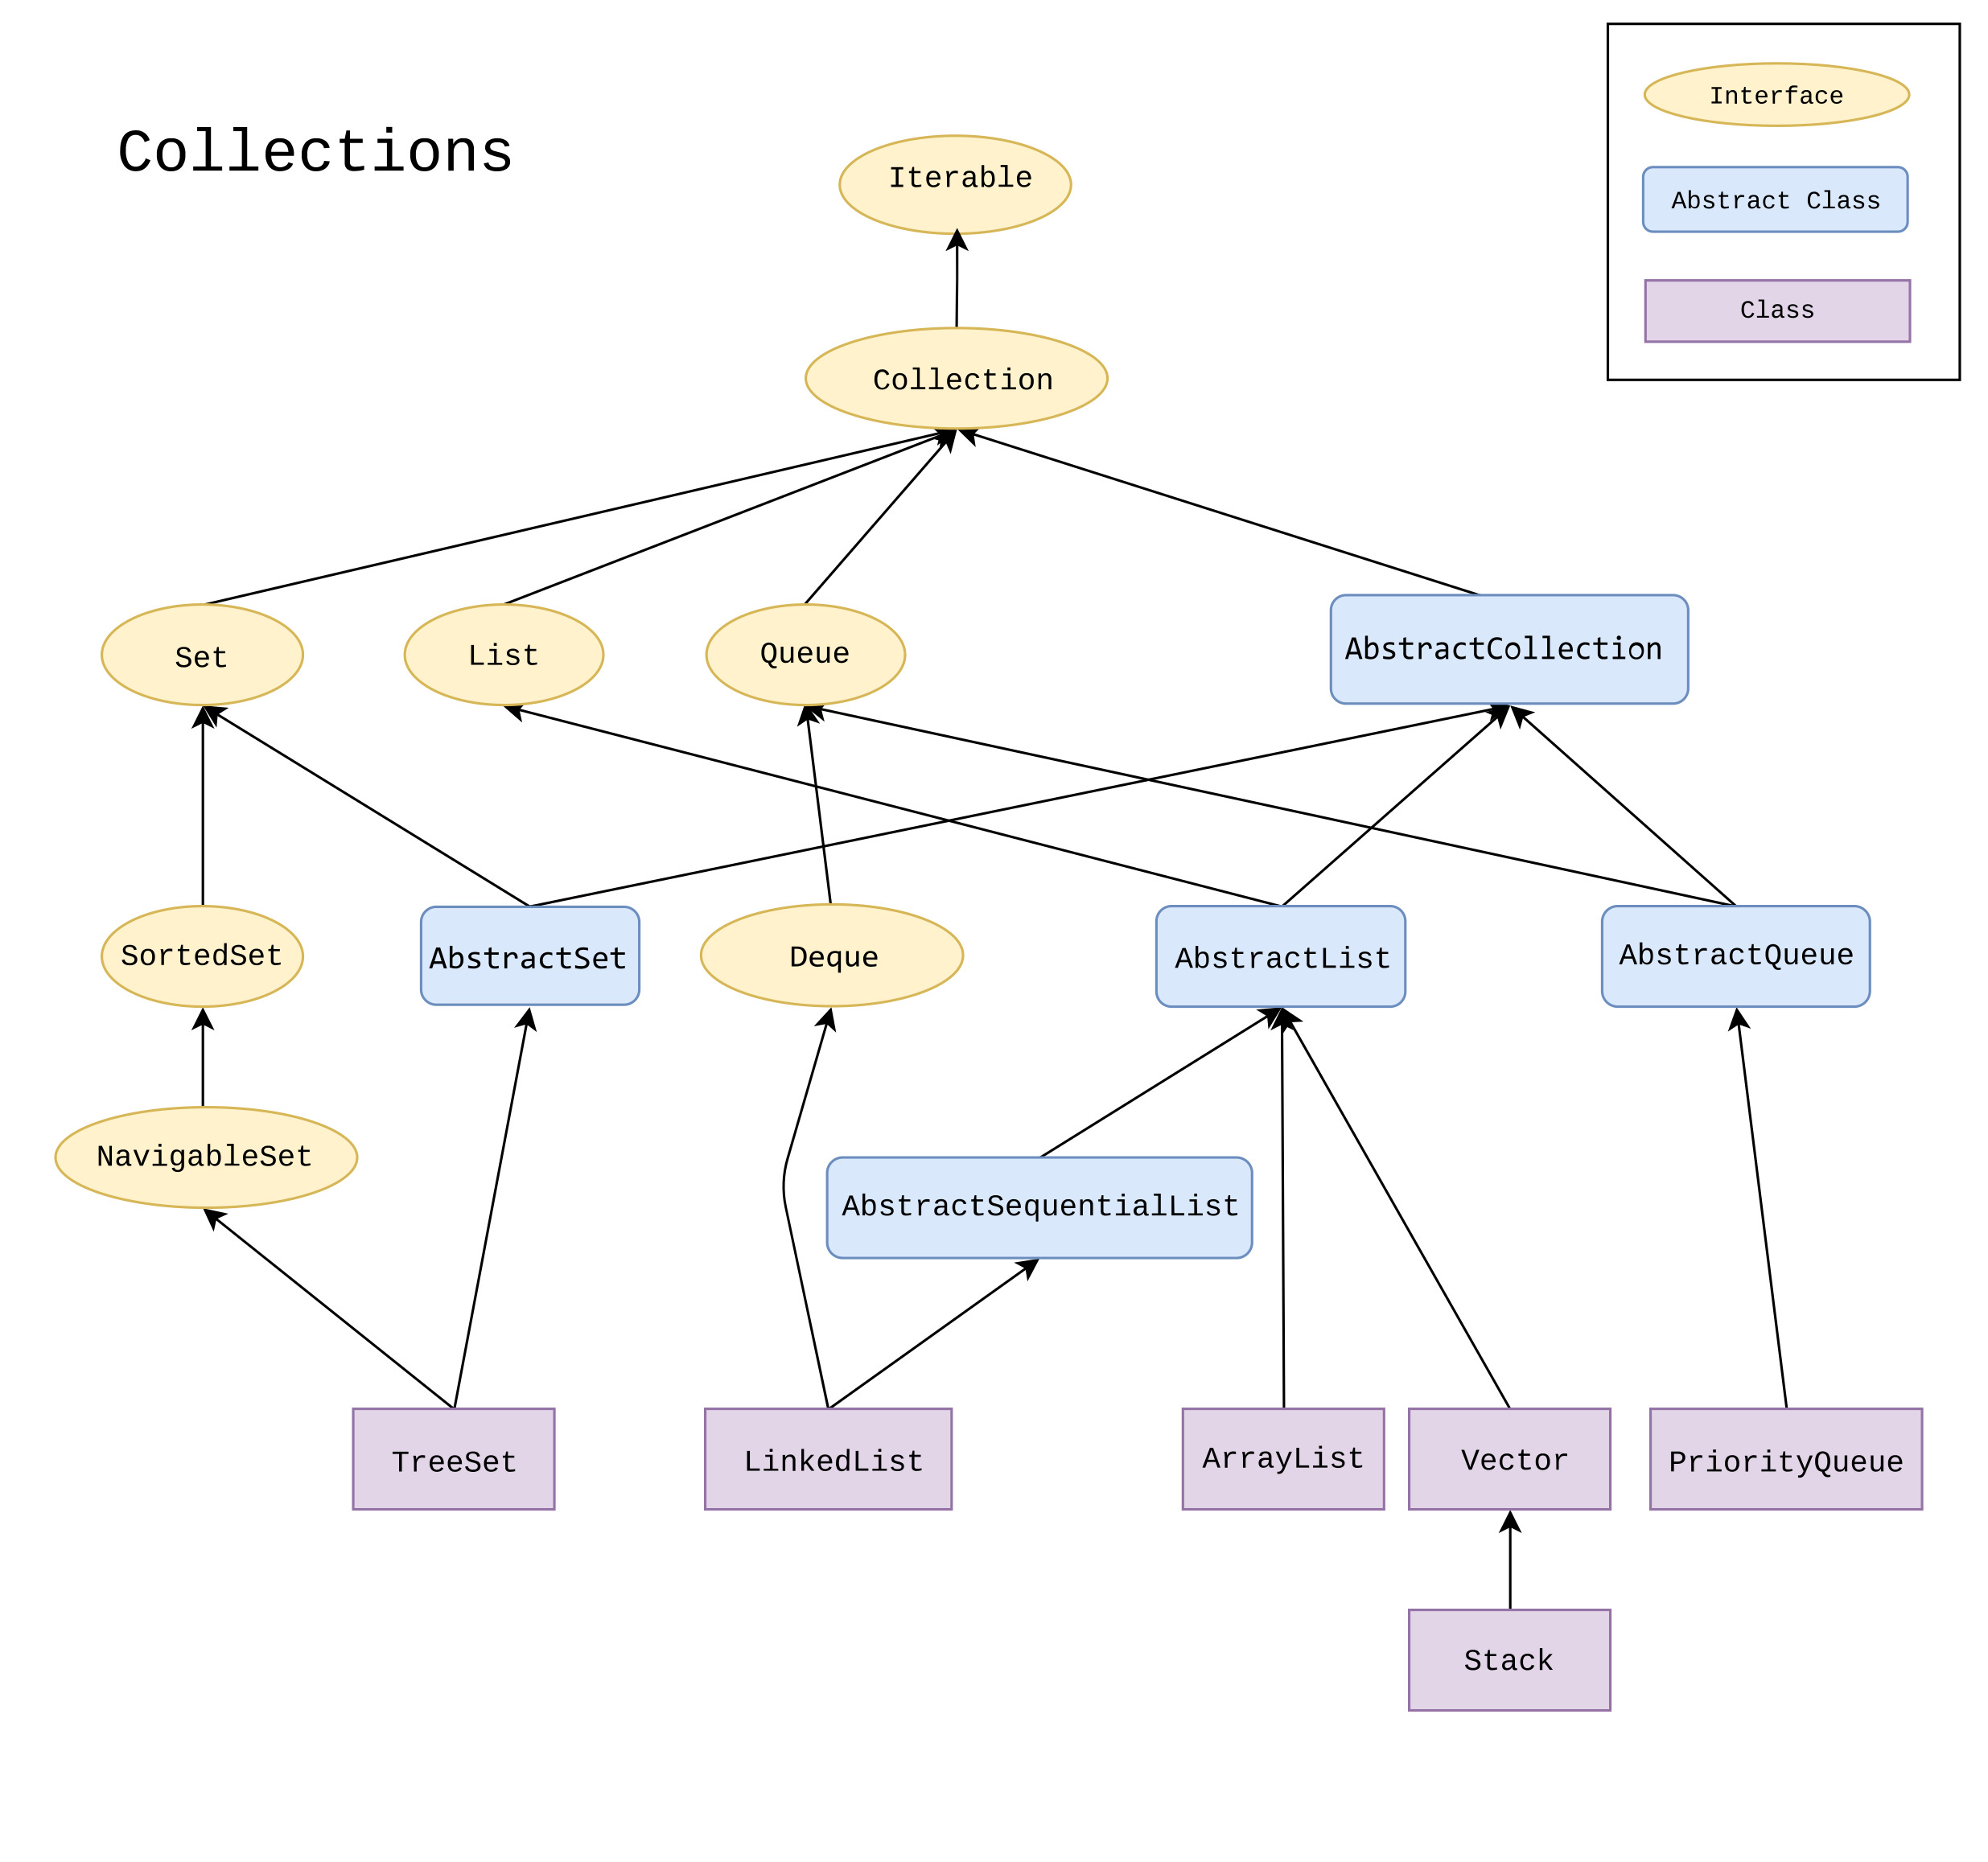 Collections
Interface
Abstract Class
Class
Iterable
Collection
Set
List
Queue
AbstractCollection
SortedSet
AbstractSet
Deque
AbstractList
AbstractQueue
NavigableSet
AbstractSequentialList
TreeSet
LinkedList
ArrayList
Vector
PriorityQueue
Stack